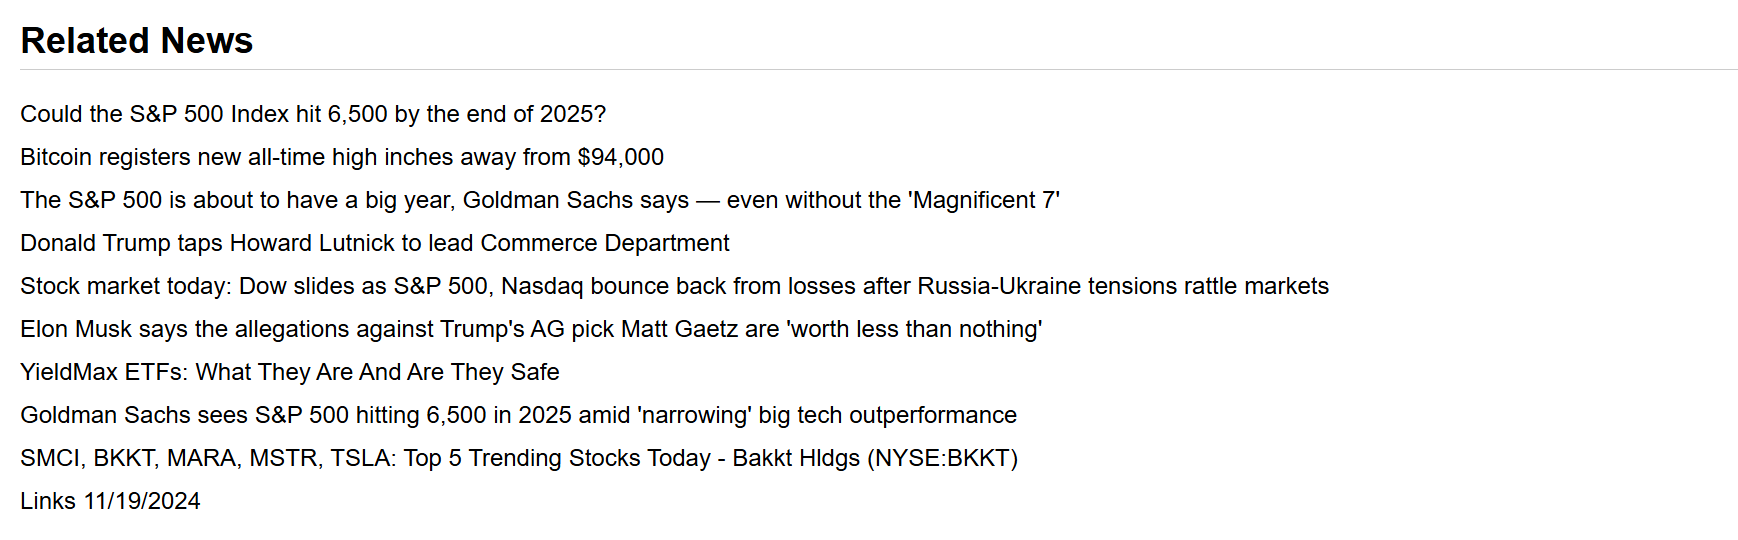 Related News
Could the S&P 500 Index hit 6,500 by the end of 2025?
Bitcoin registers new all-time high inches away from $94,000
The S&P 500 is about to have a big year, Goldman Sachs says — even without the 'Magnificent 7'
Donald Trump taps Howard Lutnick to lead Commerce Department
Stock market today: Dow slides as S&P 500, Nasdaq bounce back from losses after Russia-Ukraine tensions rattle markets
Elon Musk says the allegations against Trump's AG pick Matt Gaetz are 'worth less than nothing'
YieldMax ETFs: What They Are And Are They Safe
Goldman Sachs sees S&P 500 hitting 6,500 in 2025 amid 'narrowing' big tech outperformance
SMCI, BKKT, MARA, MSTR, TSLA: Top 5 Trending Stocks Today - Bakkt Hldgs (NYSE:BKKT)
Links 11/19/2024